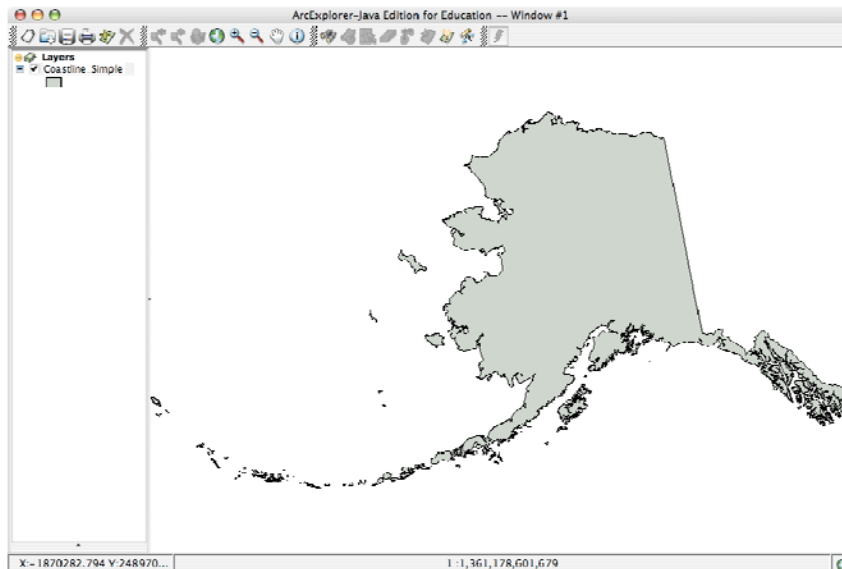 ArcExplorer-Java Edition for Education -- Window #1
Layers
Coastline_Simple
X:-1870282.794 Y:248970...
1 :1,361,178,601,679